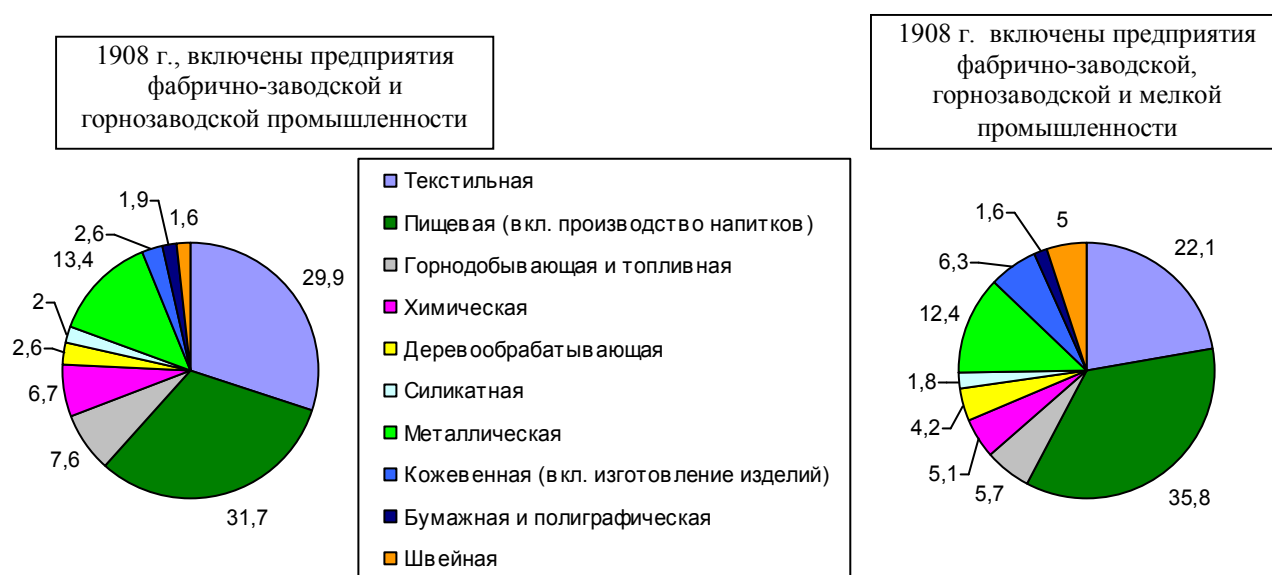 1908 г., включены предприятия
фабрично-заводской и
горнозаводской промышленности
1908 г. включены предприятия
фабрично-заводской,
горнозаводской и мелкой
промышленности
Текстильная
Пищевая (вкл. производство напитков)
Горнодобывающая и топливная
Химическая
Деревообрабатывающая
Силикатная
Металлическая
Кожевенная (вкл. изготовление изделий)
Бумажная и полиграфическая
Швейная
1,9
1,6
2,6
13,4
29,9
2
2,6
6,7
7,6
31,7
1,6
5
22,1
6,3
12,4
1,8
4,2
5,1
5,7
35,8